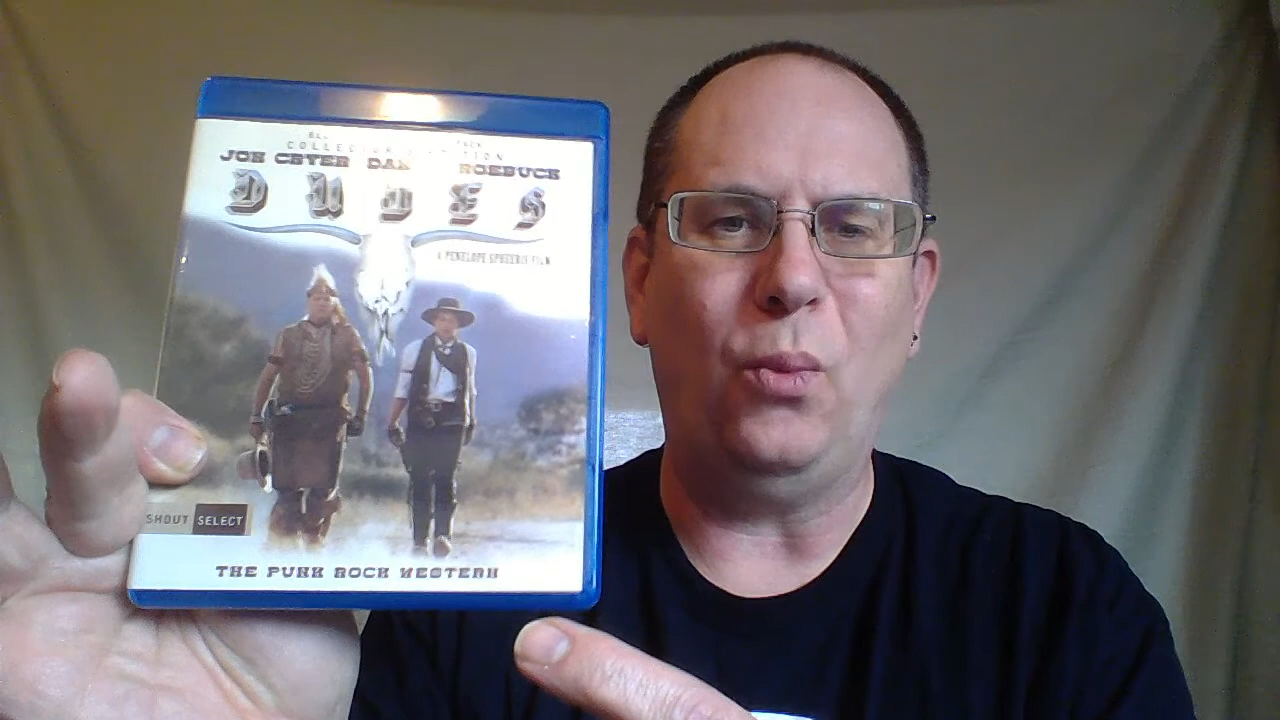 COLLECTOR'S EDITION
JON CRYER DANIEL ROEBUCK
DUDES
A PENELOPE SPHEERIS FILM
SHOUT SELECT
THE PUNK ROCK WESTERN